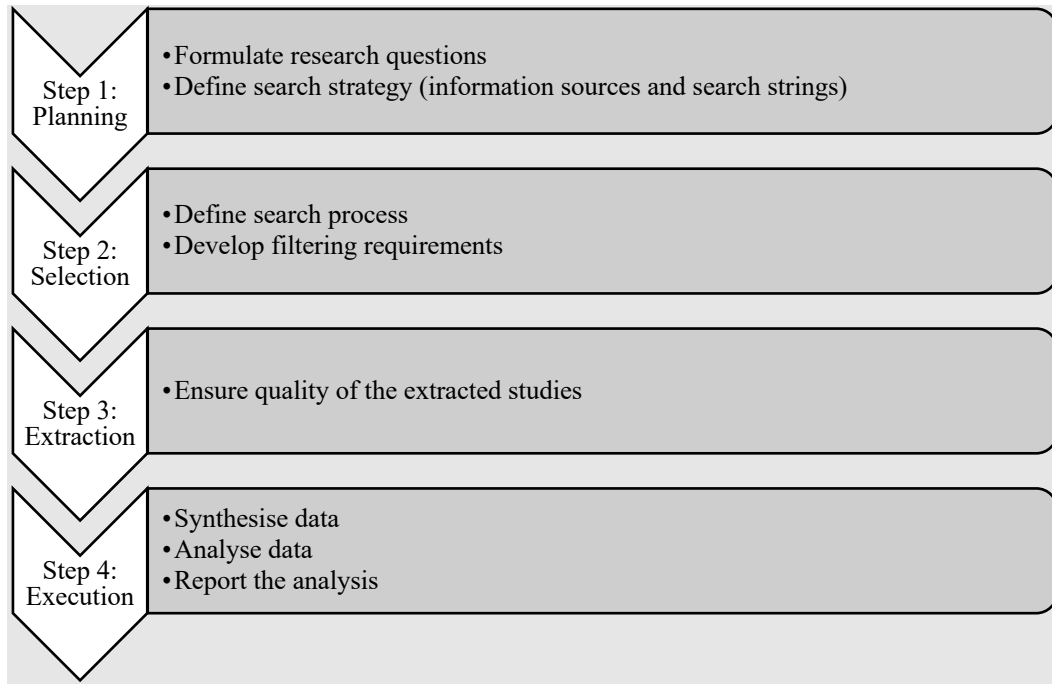 Step 1:
Planning
•Formulate research questions
•Define search strategy (information sources and search strings)
Step 2:
Selection
•Define search process
•Develop filtering requirements
Step 3:
Extraction
•Ensure quality of the extracted studies
Step 4:
Execution
•Synthesise data
•Analyse data
•Report the analysis